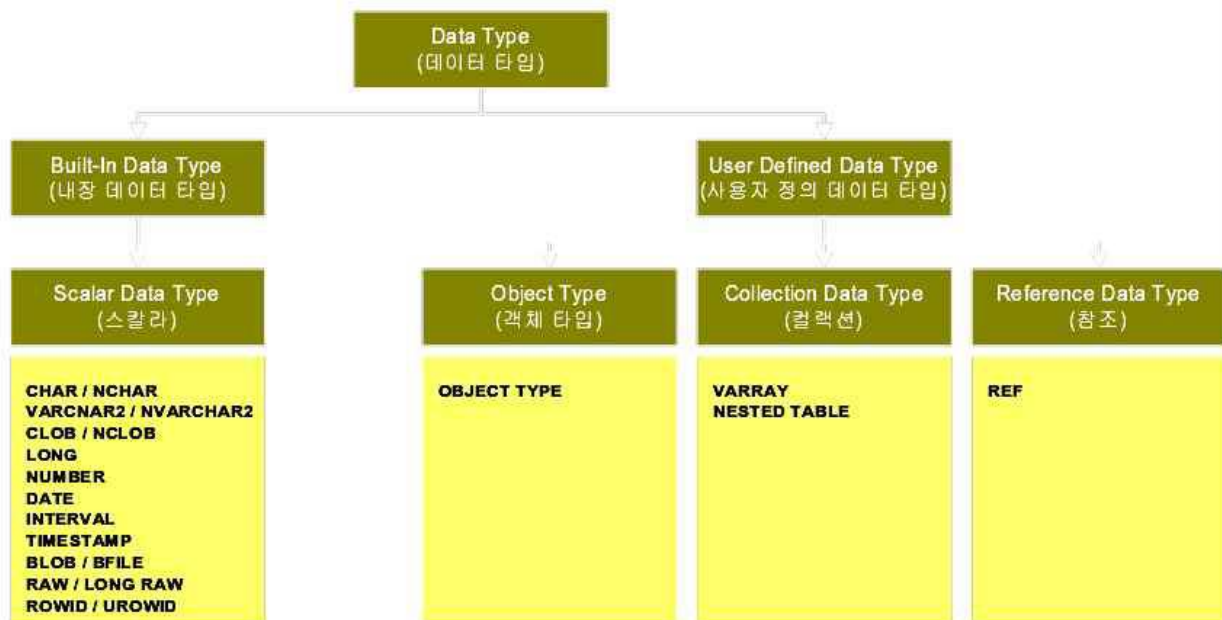 Data Type
(데이터 타입)
Built-In Data Type
(내장 데이터 타입)
User Defined Data Type
(사용자 정의 데이터 타입)
Scalar Data Type
(스칼라)
Object Type
(객체 타입)
Collection Data Type
(컬랙션)
Reference Data Type
(참조)
CHAR / NCHAR
VARCNAR2 / NVARCHAR2
CLOB / NCLOB
LONG
NUMBER
DATE
INTERVAL
TIMESTAMP
BLOB / BFILE
RAW / LONG RAW
ROWID / UROWID
OBJECT TYPE
VARRAY
NESTED TABLE
REF